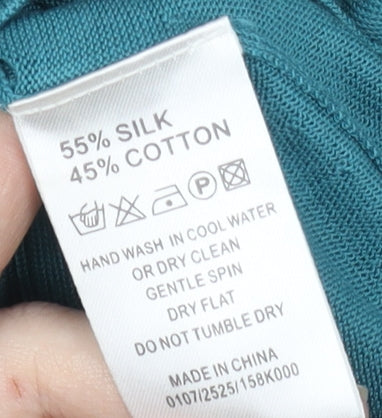 55% SILK
45% COTTON
P
HAND WASH IN COOL WATER
OR DRY CLEAN
GENTLE SPIN
DRY FLAT
DO NOT TUMBLE DRY
MADE IN CHINA
0107/2525/158K000